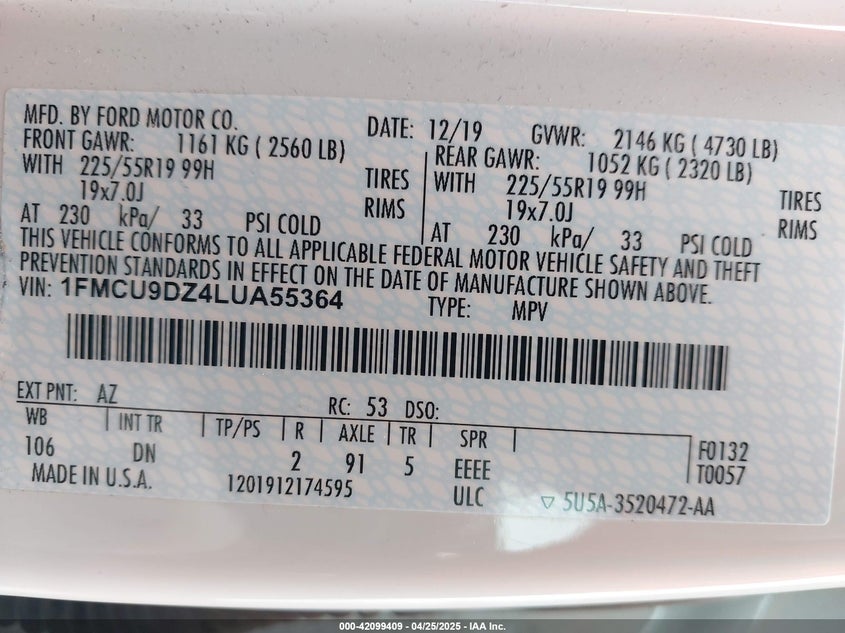 MFD. BY FORD MOTOR CO. DATE: 12/19 GVWR: 2146 KG ( 4730 LB)
FRONT GAWR: 1161 KG ( 2560 LB) REAR GAWR: 1052 KG ( 2320 LB)
WITH 225/55R19 99H TIRES WITH 225/55R19 99H TIRES
19x7.0J RIMS 19x7.0J RIMS
AT 230 kPa/ 33 PSI COLD AT 230 kPa/ 33 PSI COLD
THIS VEHICLE CONFORMS TO ALL APPLICABLE FEDERAL MOTOR VEHICLE SAFETY AND THEFT
PREVENTION STANDARDS IN EFFECT ON THE DATE OF MANUFACTURE SHOWN ABOVE.
VIN: 1FMCU9DZ4LUA55364 TYPE: MPV
EXT PNT: AZ RC: 53 DSO:
WB INT TR TP/PS R AXLE TR SPR F0132
106 DN 2 91 5 EEEE T0057
MADE IN U.S.A. 1201912174595 ULC ▽ 5U5A-3520472-AA
000-42099409 - 04/25/2025 - IAA Inc.